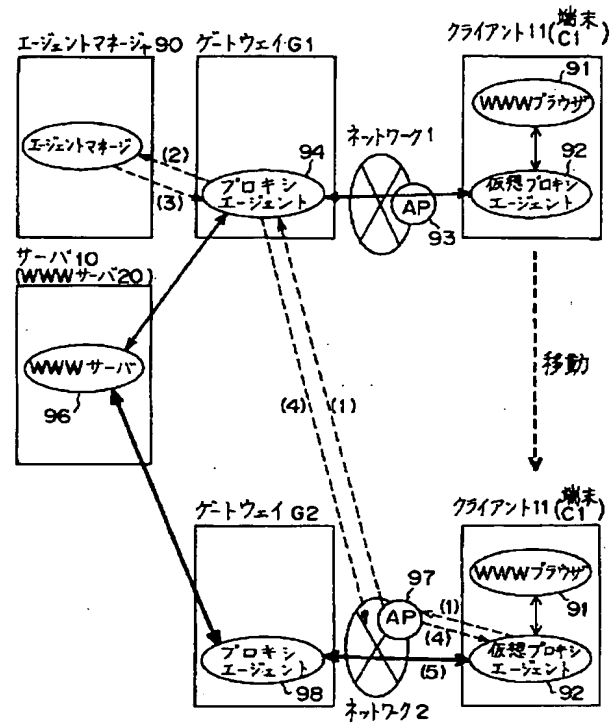 エージェントマネージャ90
エージェントマネージ
(2)
(3)
ゲートウェイG1
94
プロキシ
エージェント
ネットワーク1
AP
93
クライアント11(端末C1)
91
WWWブラウザ
92
仮想プロキシ
エージェント
サーバ10
(WWWサーバ20)
WWWサーバ
96
(4)
(1)
移動
ゲートウェイG2
プロキシ
エージェント
98
97
AP
(1)
(4)
(5)
ネットワーク2
クライアント11(端末C1)
WWWブラウザ
91
仮想プロキシ
エージェント
92